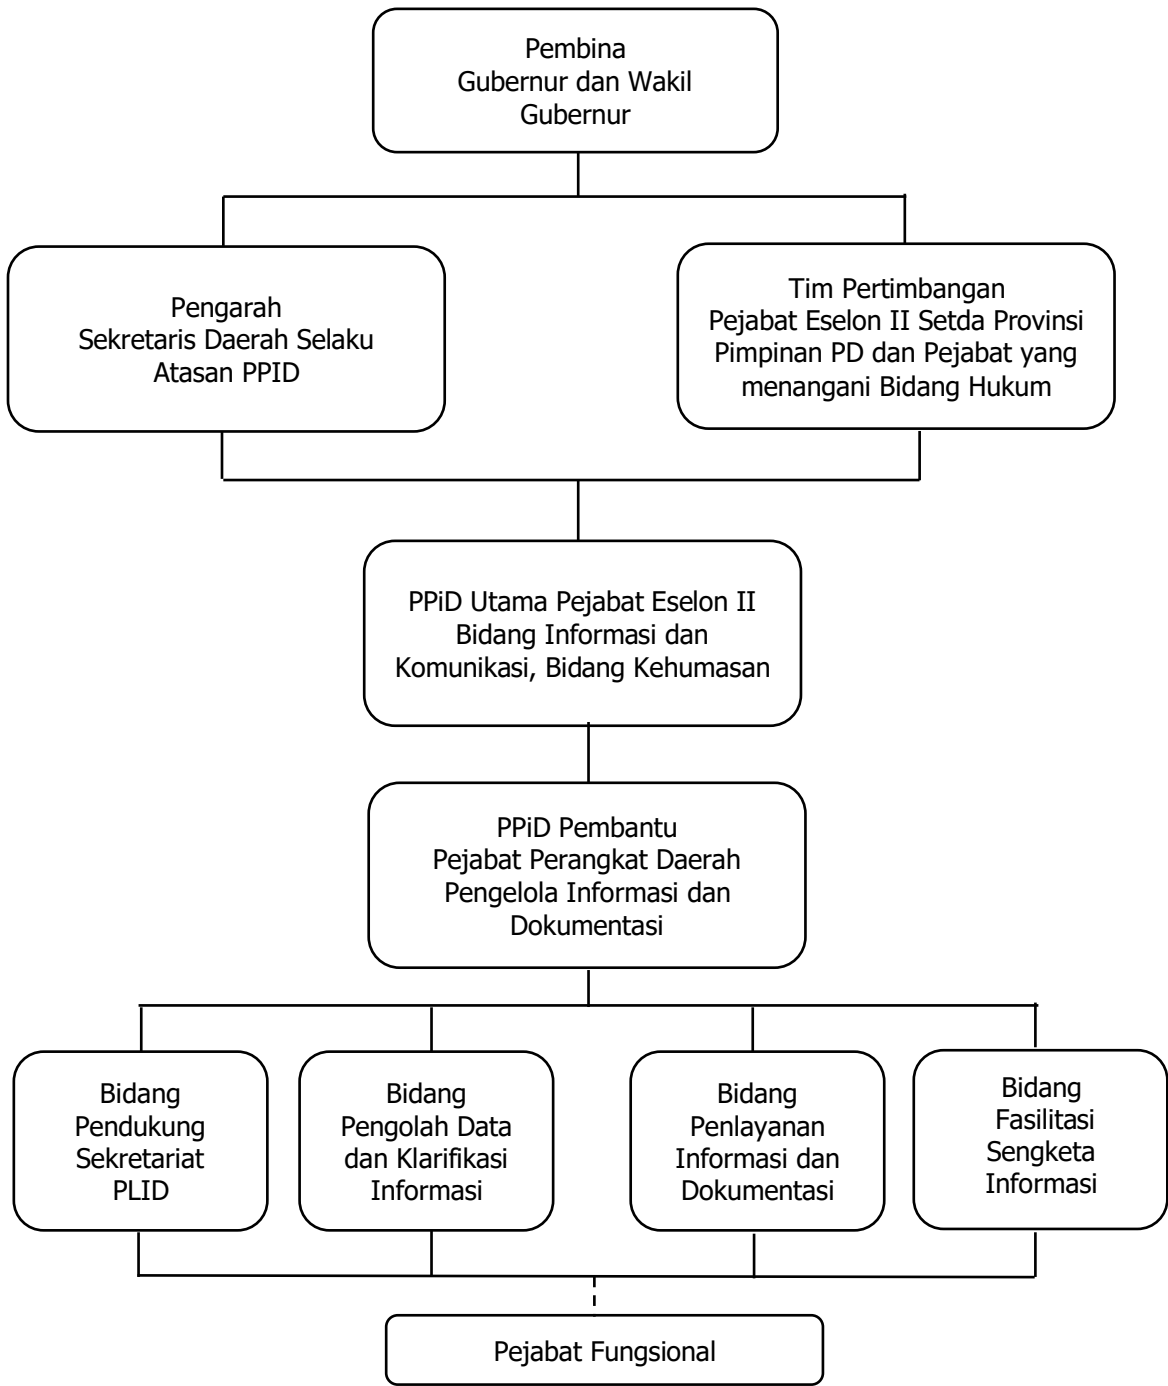 Pembina
Gubernur dan Wakil
Gubernur
Pengarah
Sekretaris Daerah Selaku
Atasan PPID
Tim Pertimbangan
Pejabat Eselon II Setda Provinsi
Pimpinan PD dan Pejabat yang
menangani Bidang Hukum
PPiD Utama Pejabat Eselon II
Bidang Informasi dan
Komunikasi, Bidang Kehumasan
PPiD Pembantu
Pejabat Perangkat Daerah
Pengelola Informasi dan
Dokumentasi
Bidang
Pendukung
Sekretariat
PLID
Bidang
Pengolah Data
dan Klarifikasi
Informasi
Bidang
Penlayanan
Informasi dan
Dokumentasi
Bidang
Fasilitasi
Sengketa
Informasi
Pejabat Fungsional